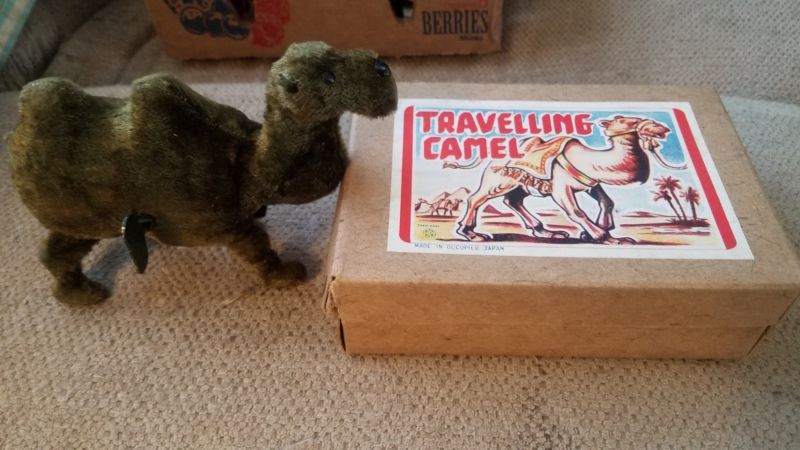 BERRIES
TRAVELLING
CAMEL
MADE IN OCCUPIED JAPAN